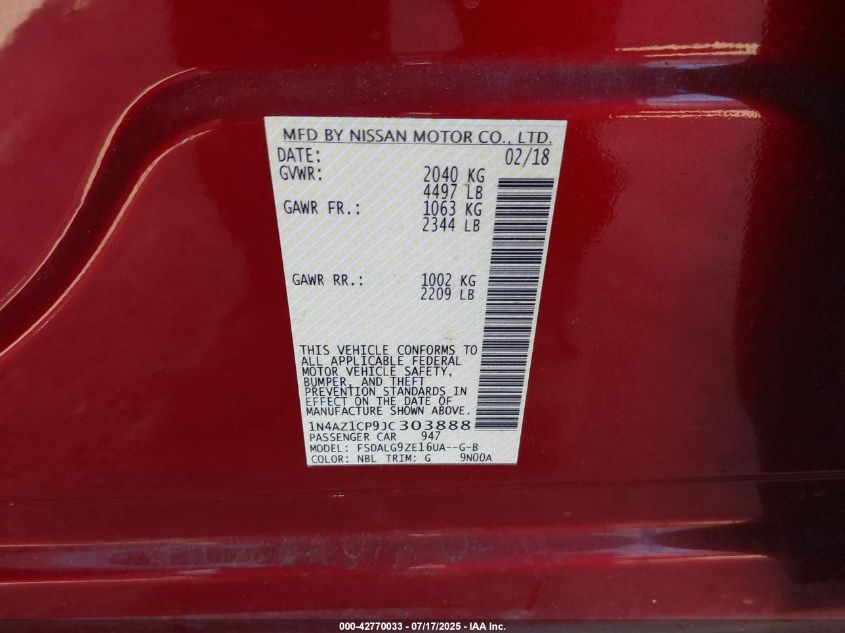 MFD BY NISSAN MOTOR CO., LTD.
DATE: 02/18
GVWR: 2040 KG
4497 LB
GAWR FR.: 1063 KG
2344 LB
GAWR RR.: 1002 KG
2209 LB
THIS VEHICLE CONFORMS TO
ALL APPLICABLE FEDERAL
MOTOR VEHICLE SAFETY,
BUMPER, AND THEFT
PREVENTION STANDARDS IN
EFFECT ON THE DATE OF
MANUFACTURE SHOWN ABOVE.
1N4AZ1CP9JC303888
PASSENGER CAR 947
MODEL: FSDALG9ZE16UA--G-B
COLOR: NBL TRIM: G 9N00A
000-42770033 - 07/17/2025 - IAA Inc.